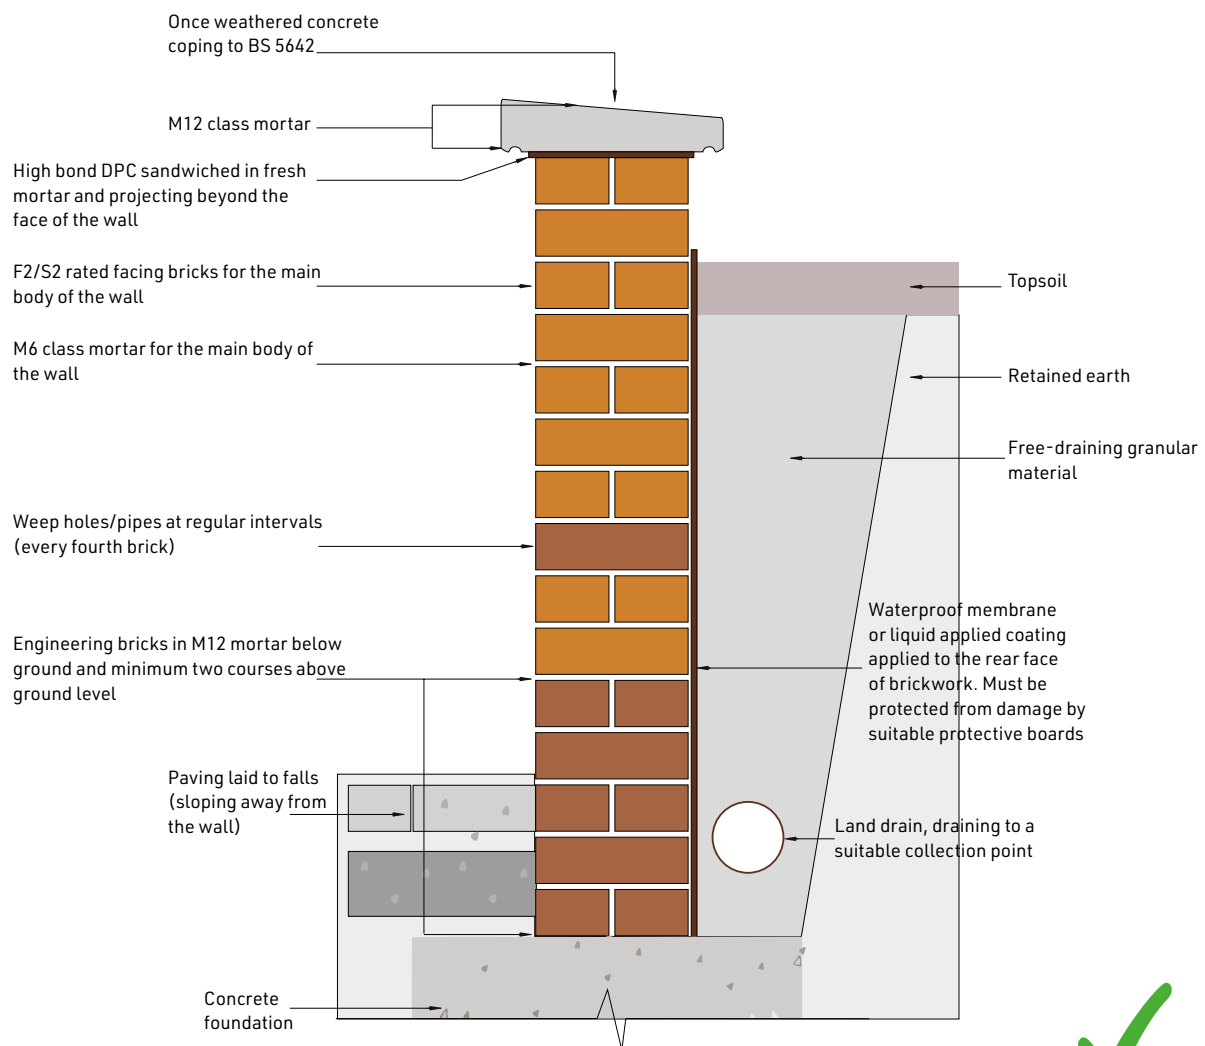 Once weathered concrete
coping to BS 5642
M12 class mortar
High bond DPC sandwiched in fresh
mortar and projecting beyond the
face of the wall
F2/S2 rated facing bricks for the main
body of the wall
M6 class mortar for the main body of
the wall
Weep holes/pipes at regular intervals
(every fourth brick)
Engineering bricks in M12 mortar below
ground and minimum two courses above
ground level
Paving laid to falls
(sloping away from
the wall)
Concrete
foundation
Topsoil
Retained earth
Free-draining granular
material
Waterproof membrane
or liquid applied coating
applied to the rear face
of brickwork. Must be
protected from damage by
suitable protective boards
Land drain, draining to a
suitable collection point